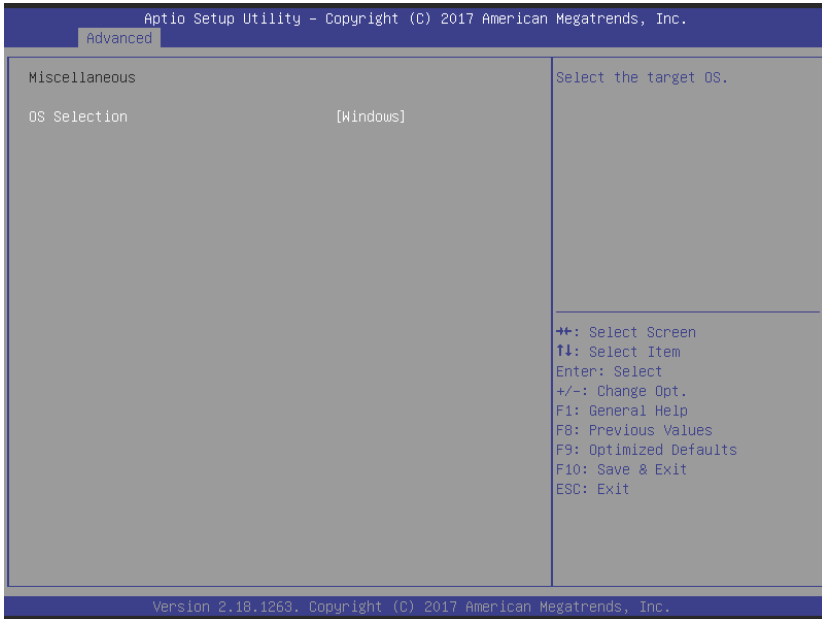 Aptio Setup Utility – Copyright (C) 2017 American Megatrends, Inc.
Advanced
Miscellaneous
OS Selection [Windows]
Select the target OS.
→←: Select Screen
↑↓: Select Item
Enter: Select
+/-: Change Opt.
F1: General Help
F8: Previous Values
F9: Optimized Defaults
F10: Save & Exit
ESC: Exit
Version 2.18.1263. Copyright (C) 2017 American Megatrends, Inc.